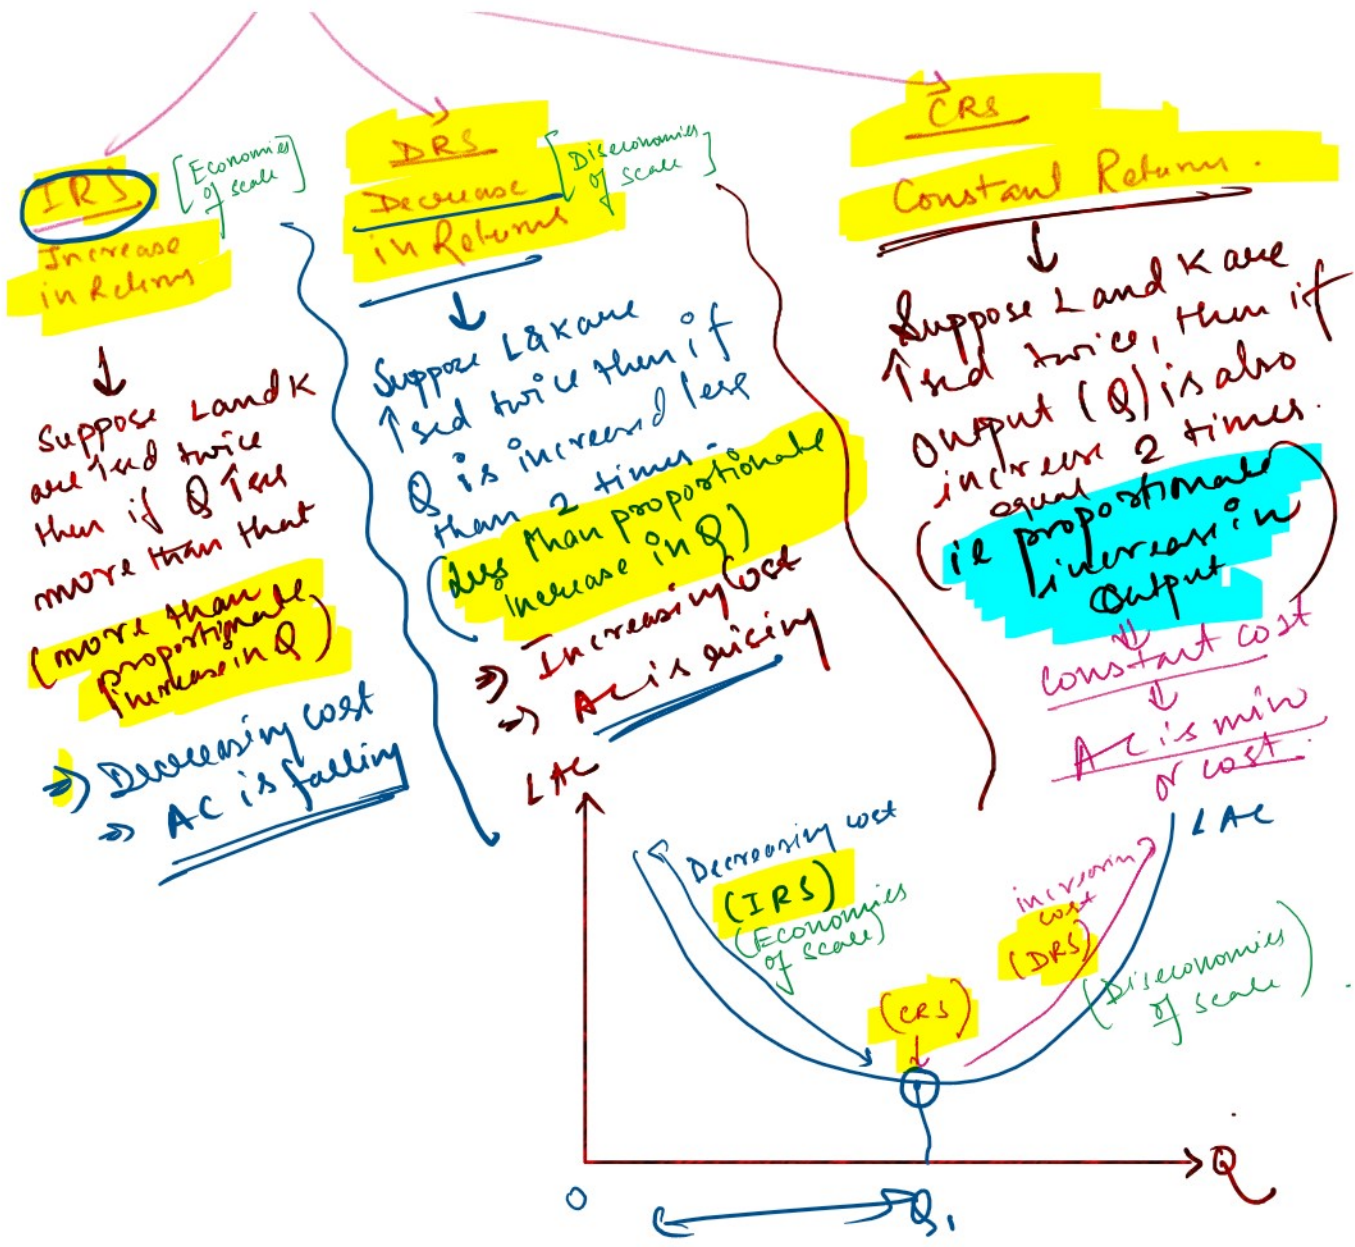 IRS
[Economies
of scale]
Increase
in Returns
Suppose L and K
are ↑sed twice
then if Q ↑ses
more than that
(more than
proportionate
increase in Q)
⇒ Decreasing cost
⇒ AC is falling
DRS
[Diseconomies
of scale]
Decrease
in Returns
Suppose L & K are
↑sed twice then if
Q is increased less
than 2 times.
(less than proportionate
increase in Q)
⇒ Increasing cost
⇒ AC is rising
CRS
Constant Return.
Suppose L and K are
↑sed twice, then if
Output (Q) is also
increase 2 times.
equal
(ie proportionate
increase in
Output)
⇓
constant cost
⇓
AC is min
or cost.
LAC
LAC
Decreasing cost
(IRS)
(Economies
of scale)
increasing
cost
(DRS)
(Diseconomies
of scale)
(CRS)
Q
O
Q1